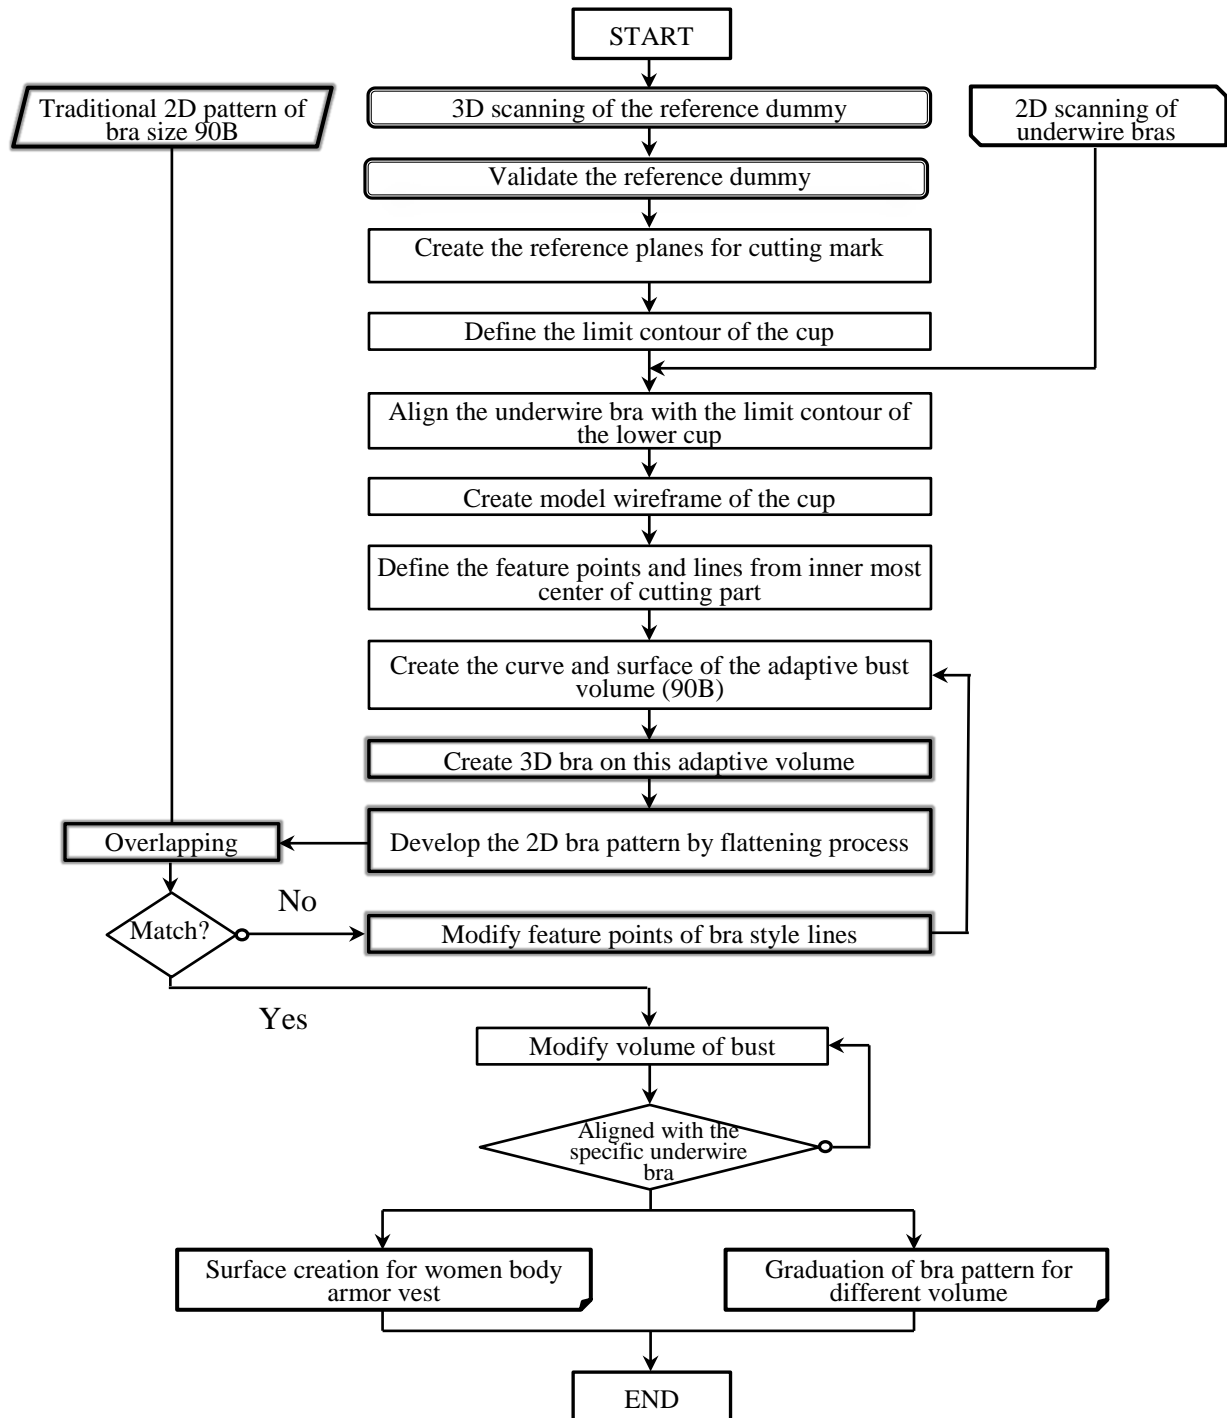 START
Traditional 2D pattern of
bra size 90B
3D scanning of the reference dummy
2D scanning of
underwire bras
Validate the reference dummy
Create the reference planes for cutting mark
Define the limit contour of the cup
Align the underwire bra with the limit contour of
the lower cup
Create model wireframe of the cup
Define the feature points and lines from inner most
center of cutting part
Create the curve and surface of the adaptive bust
volume (90B)
Create 3D bra on this adaptive volume
Overlapping
Develop the 2D bra pattern by flattening process
Match?
No
Modify feature points of bra style lines
Yes
Modify volume of bust
Aligned with the
specific underwire
bra
Surface creation for women body
armor vest
Graduation of bra pattern for
different volume
END